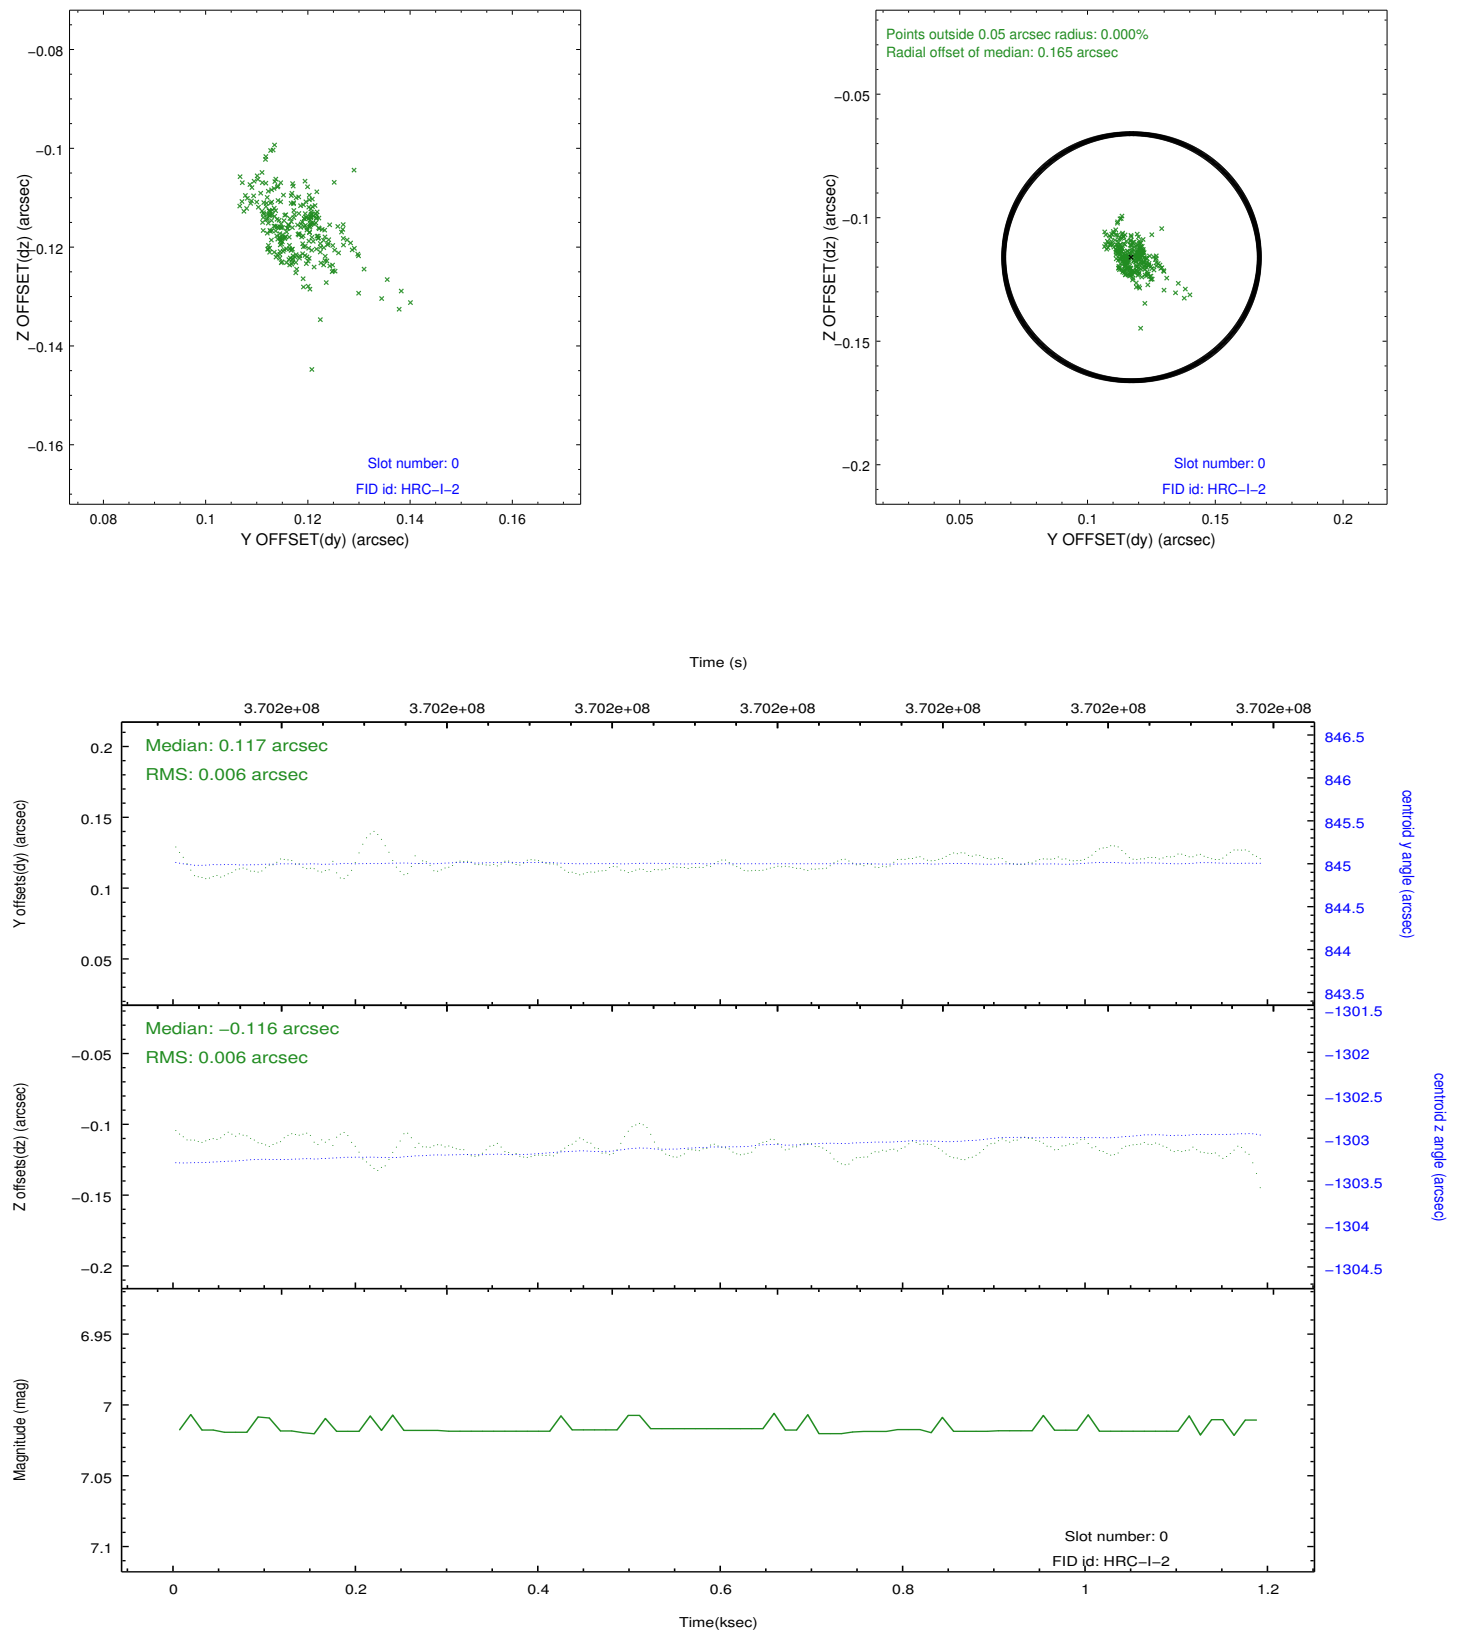 −0.08
−0.1
−0.12
−0.14
−0.16
Z OFFSET(dz) (arcsec)
Slot number: 0
FID id: HRC−I−2
0.08
0.1
0.12
0.14
0.16
Y OFFSET(dy) (arcsec)
Points outside 0.05 arcsec radius: 0.000%
Radial offset of median: 0.165 arcsec
−0.05
−0.1
−0.15
−0.2
Z OFFSET(dz) (arcsec)
Slot number: 0
FID id: HRC−I−2
0.05
0.1
0.15
0.2
Y OFFSET(dy) (arcsec)
Time (s)
3.702e+08
3.702e+08
3.702e+08
3.702e+08
3.702e+08
3.702e+08
3.702e+08
Median: 0.117 arcsec
RMS: 0.006 arcsec
0.2
0.15
0.1
0.05
Y offsets(dy) (arcsec)
846.5
846
845.5
845
844.5
844
843.5
centroid y angle (arcsec)
Median: −0.116 arcsec
RMS: 0.006 arcsec
−0.05
−0.1
−0.15
−0.2
Z offsets(dz) (arcsec)
−1301.5
−1302
−1302.5
−1303
−1303.5
−1304
−1304.5
centroid z angle (arcsec)
6.95
7
7.05
7.1
Magnitude (mag)
Slot number: 0
FID id: HRC−I−2
0
0.2
0.4
0.6
0.8
1
1.2
Time(ksec)